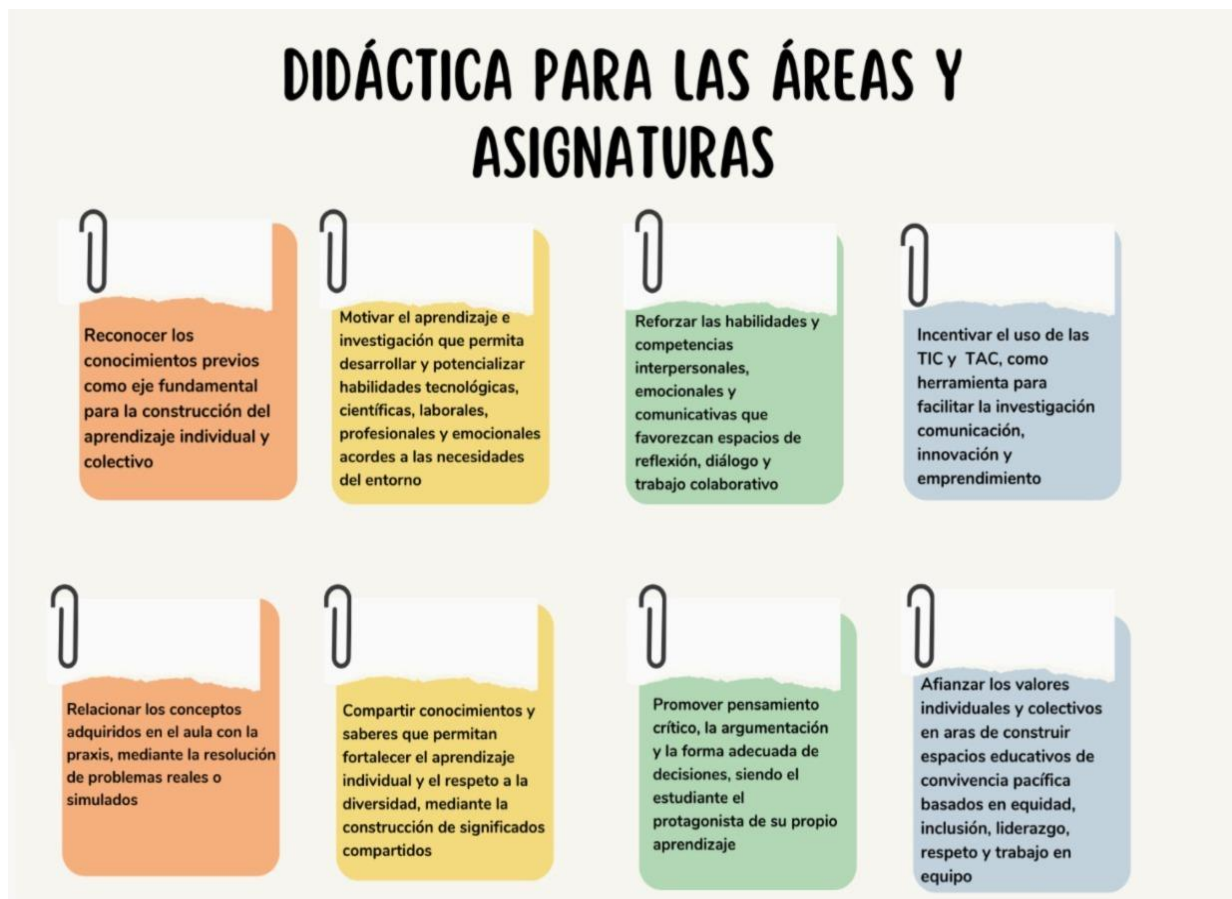 DIDÁCTICA PARA LAS ÁREAS Y
ASIGNATURAS
Reconocer los
conocimientos previos
como eje fundamental
para la construcción del
aprendizaje individual y
colectivo
Motivar el aprendizaje e
investigación que permita
desarrollar y potencializar
habilidades tecnológicas,
científicas, laborales,
profesionales y emocionales
acordes a las necesidades
del entorno
Reforzar las habilidades y
competencias
interpersonales,
emocionales y
comunicativas que
favorezcan espacios de
reflexión, diálogo y
trabajo colaborativo
Incentivar el uso de las
TIC y TAC, como
herramienta para
facilitar la investigación
comunicación,
innovación y
emprendimiento
Relacionar los conceptos
adquiridos en el aula con la
praxis, mediante la resolución
de problemas reales o
simulados
Compartir conocimientos y
saberes que permitan
fortalecer el aprendizaje
individual y el respeto a la
diversidad, mediante la
construcción de significados
compartidos
Promover pensamiento
crítico, la argumentación
y la forma adecuada de
decisiones, siendo el
estudiante el
protagonista de su propio
aprendizaje
Afianzar los valores
individuales y colectivos
en aras de construir
espacios educativos de
convivencia pacífica
basados en equidad,
inclusión, liderazgo,
respeto y trabajo en
equipo